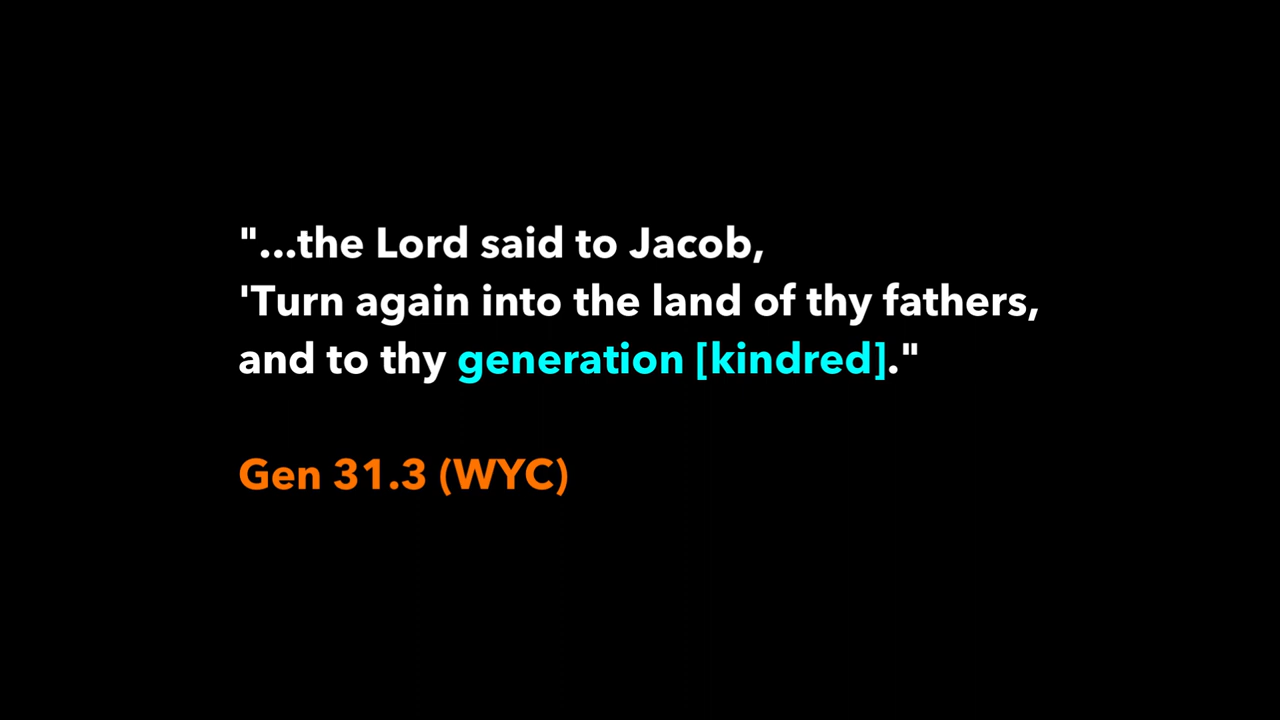 "...the Lord said to Jacob,
'Turn again into the land of thy fathers,
and to thy generation [kindred]."
Gen 31.3 (WYC)